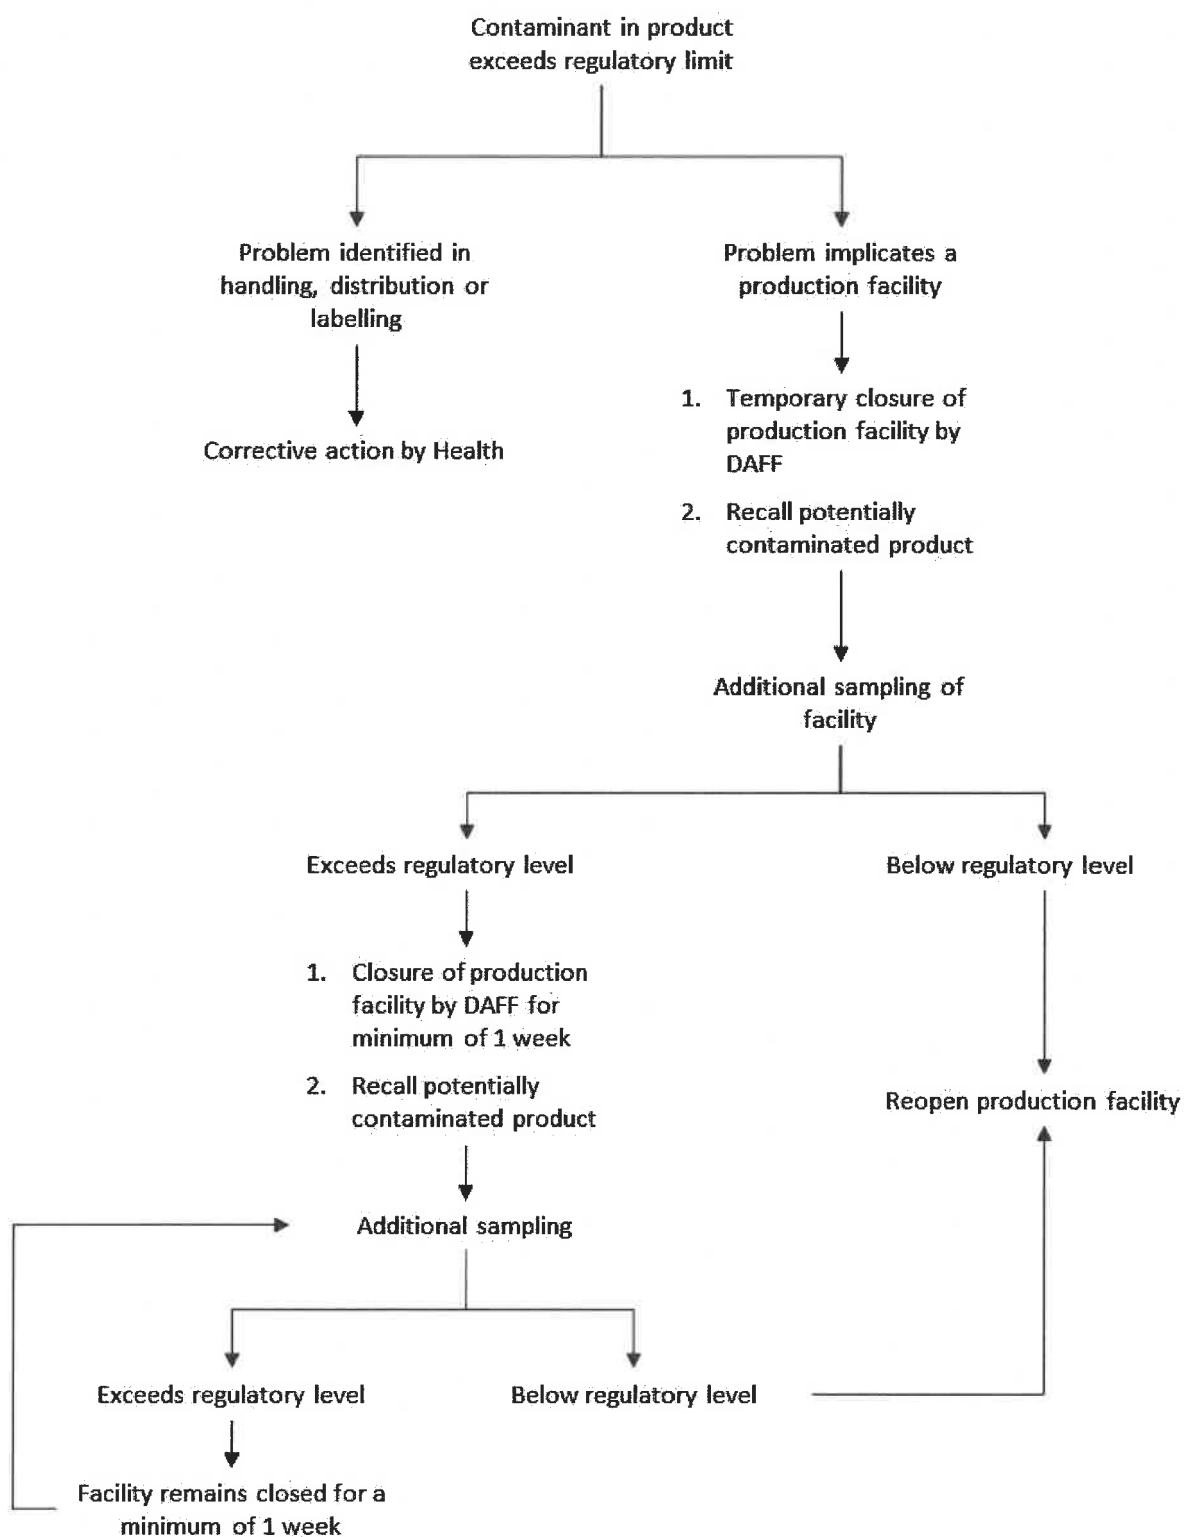 Contaminant in product
exceeds regulatory limit
Problem identified in
handling, distribution or
labelling
Problem implicates a
production facility
Corrective action by Health
1. Temporary closure of
production facility by
DAFF
2. Recall potentially
contaminated product
Additional sampling of
facility
Exceeds regulatory level
Below regulatory level
1. Closure of production
facility by DAFF for
minimum of 1 week
2. Recall potentially
contaminated product
Reopen production facility
Additional sampling
Exceeds regulatory level
Below regulatory level
Facility remains closed for a
minimum of 1 week